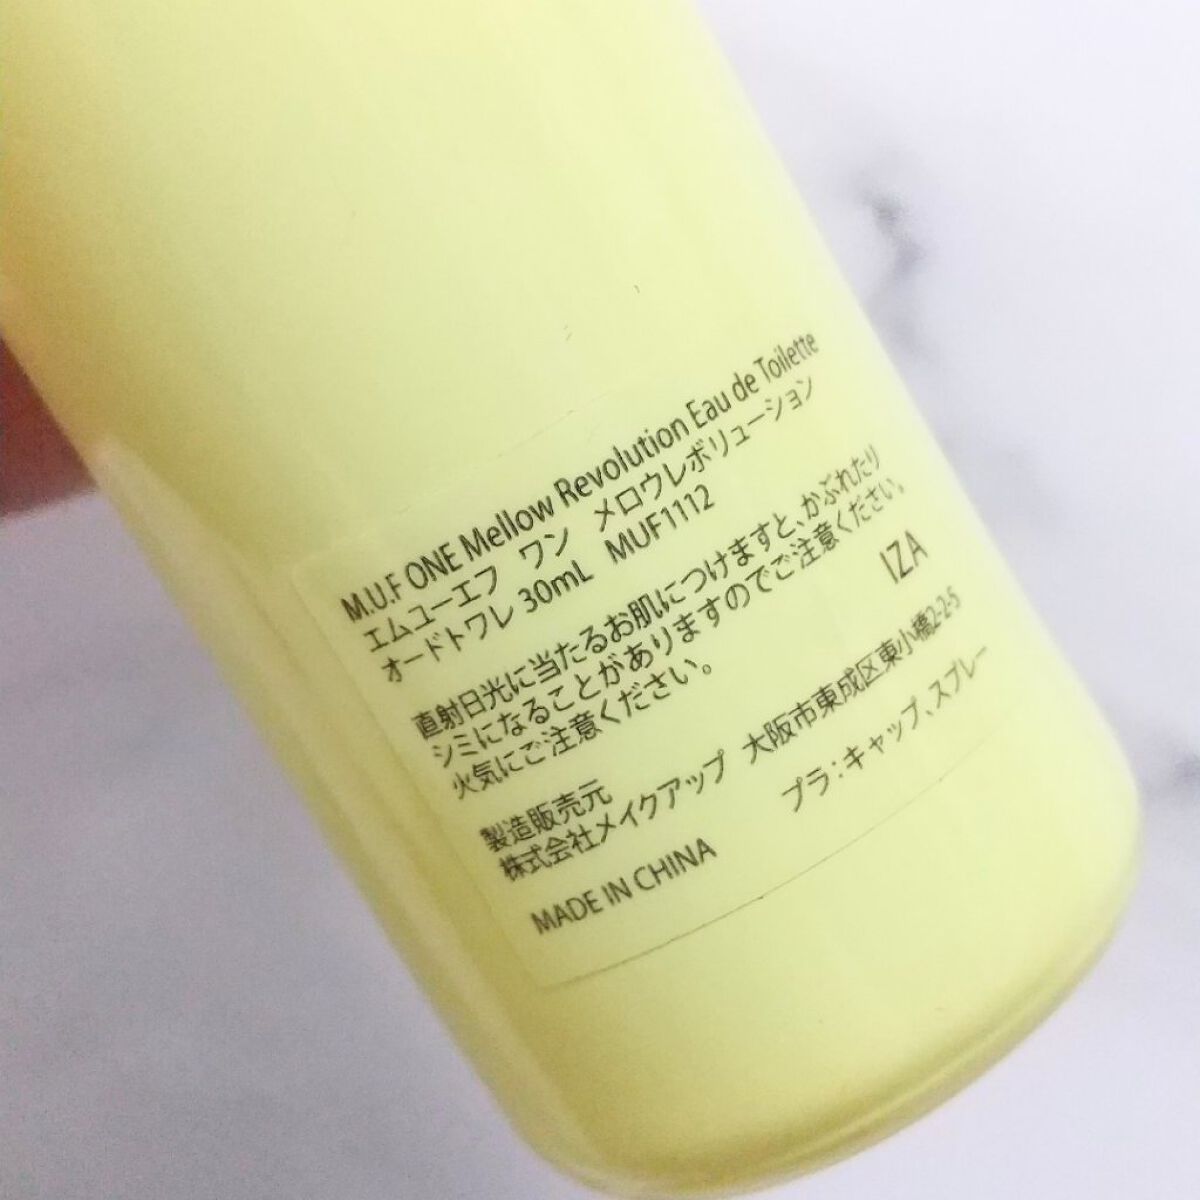 M.U.F ONE Mellow Revolution Eau de Toilette
エムユーエフ ワン メロウレボリューション
オードトワレ 30mL MUF1112
直射日光に当たるお肌につけますと、かぶれたり
シミになることがありますのでご注意ください。
火気にご注意ください。
IZA
製造販売元
株式会社メイクアップ 大阪市東成区東小橋2-2-5
MADE IN CHINA プラ:キャップ、スプレー